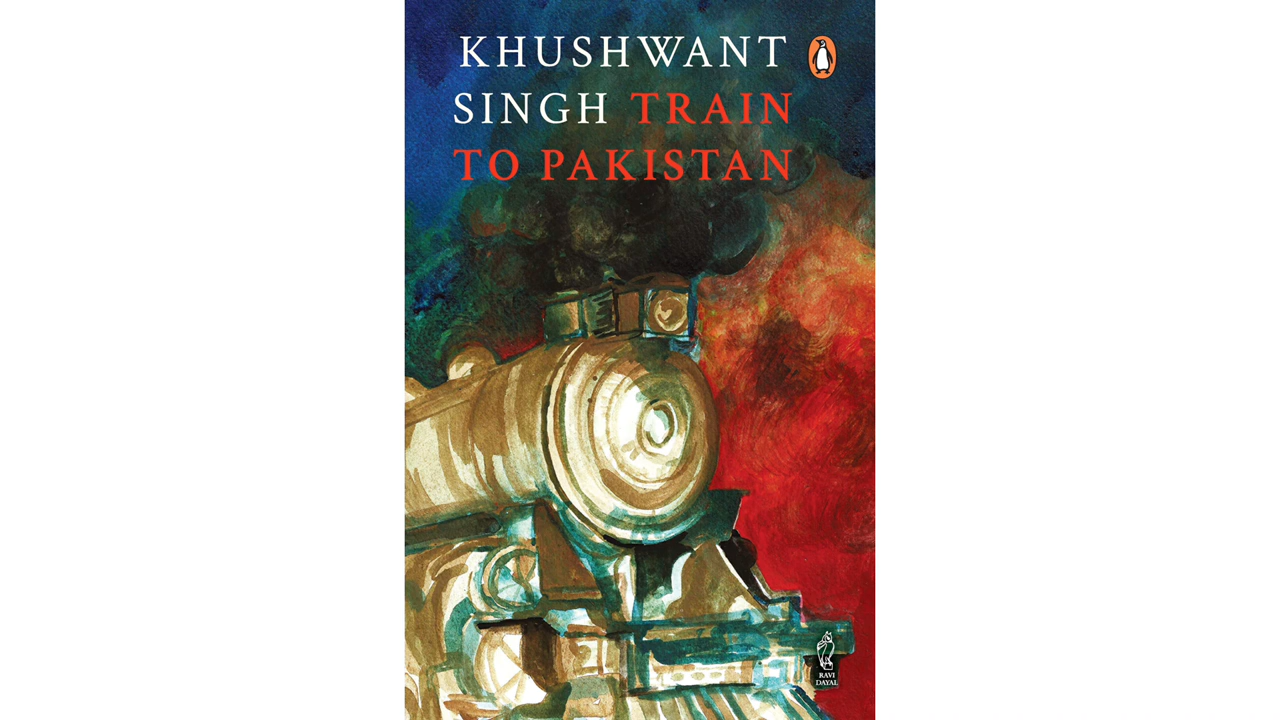 KHUSHWANT
SINGH TRAIN
TO PAKISTAN
RAVI
DAYAL